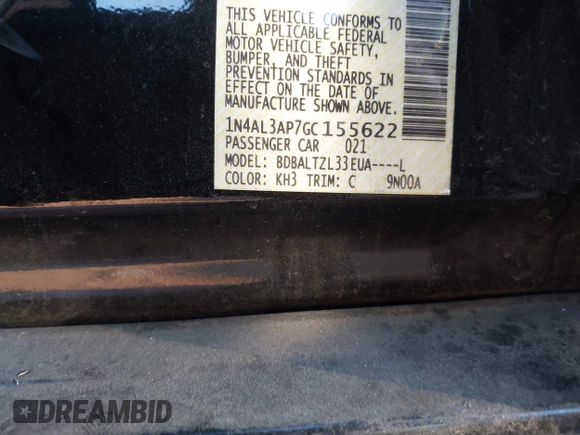 THIS VEHICLE CONFORMS TO
ALL APPLICABLE FEDERAL
MOTOR VEHICLE SAFETY,
BUMPER, AND THEFT
PREVENTION STANDARDS IN
EFFECT ON THE DATE OF
MANUFACTURE SHOWN ABOVE.
1N4AL3AP7GC155622
PASSENGER CAR 021
MODEL: BDBALTZL33EUA----L
COLOR: KH3 TRIM: C 9N00A
DREAMBID